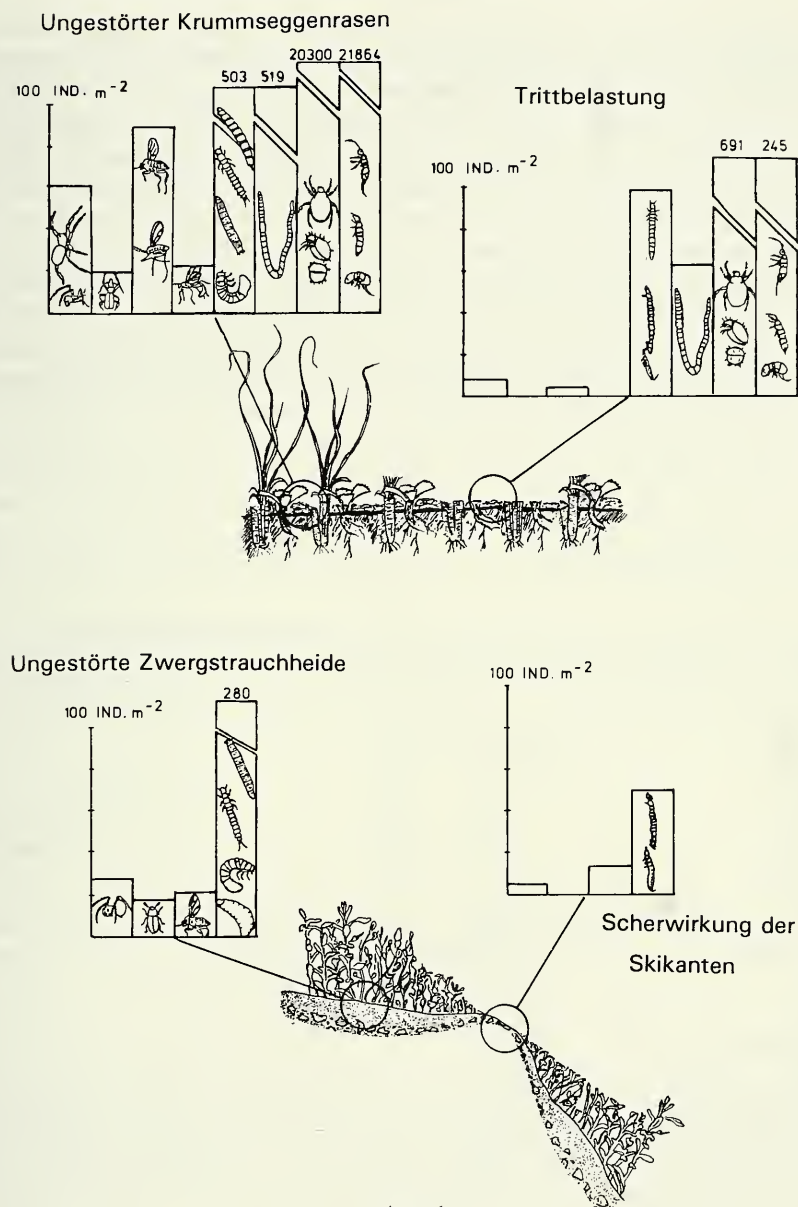 Ungestörter Krummseggenrasen
100 IND. m-2
503 519 20300 21864
Trittbelastung
100 IND. m-2
691 245
Ungestörte Zwergstrauchheide
100 IND. m-2
280
100 IND. m-2
Scherwirkung der
Skikanten